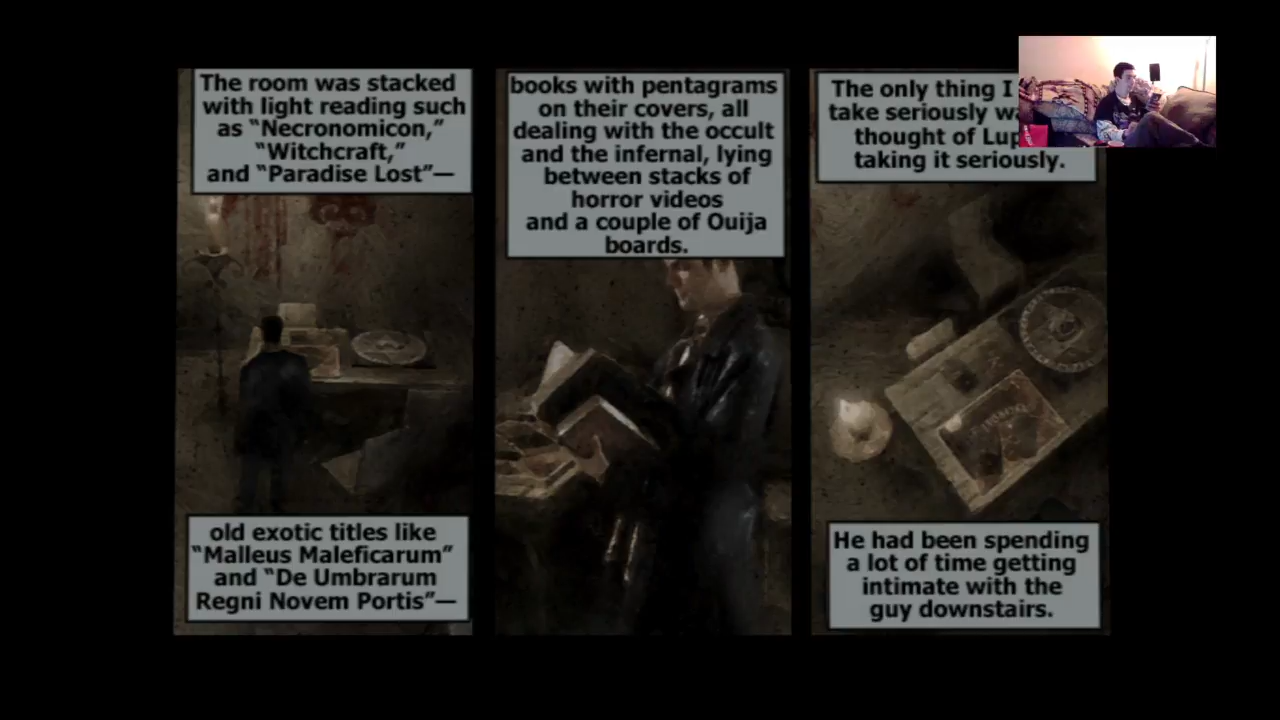 The room was stacked
with light reading such
as “Necronomicon,”
“Witchcraft,”
and “Paradise Lost”—
old exotic titles like
“Malleus Maleficarum”
and “De Umbrarum
Regni Novem Portis”—
books with pentagrams
on their covers, all
dealing with the occult
and the infernal, lying
between stacks of
horror videos
and a couple of Ouija
boards.
The only thing I
take seriously
thought of
taking it seriously.
He had been spending
a lot of time getting
intimate with the
guy downstairs.